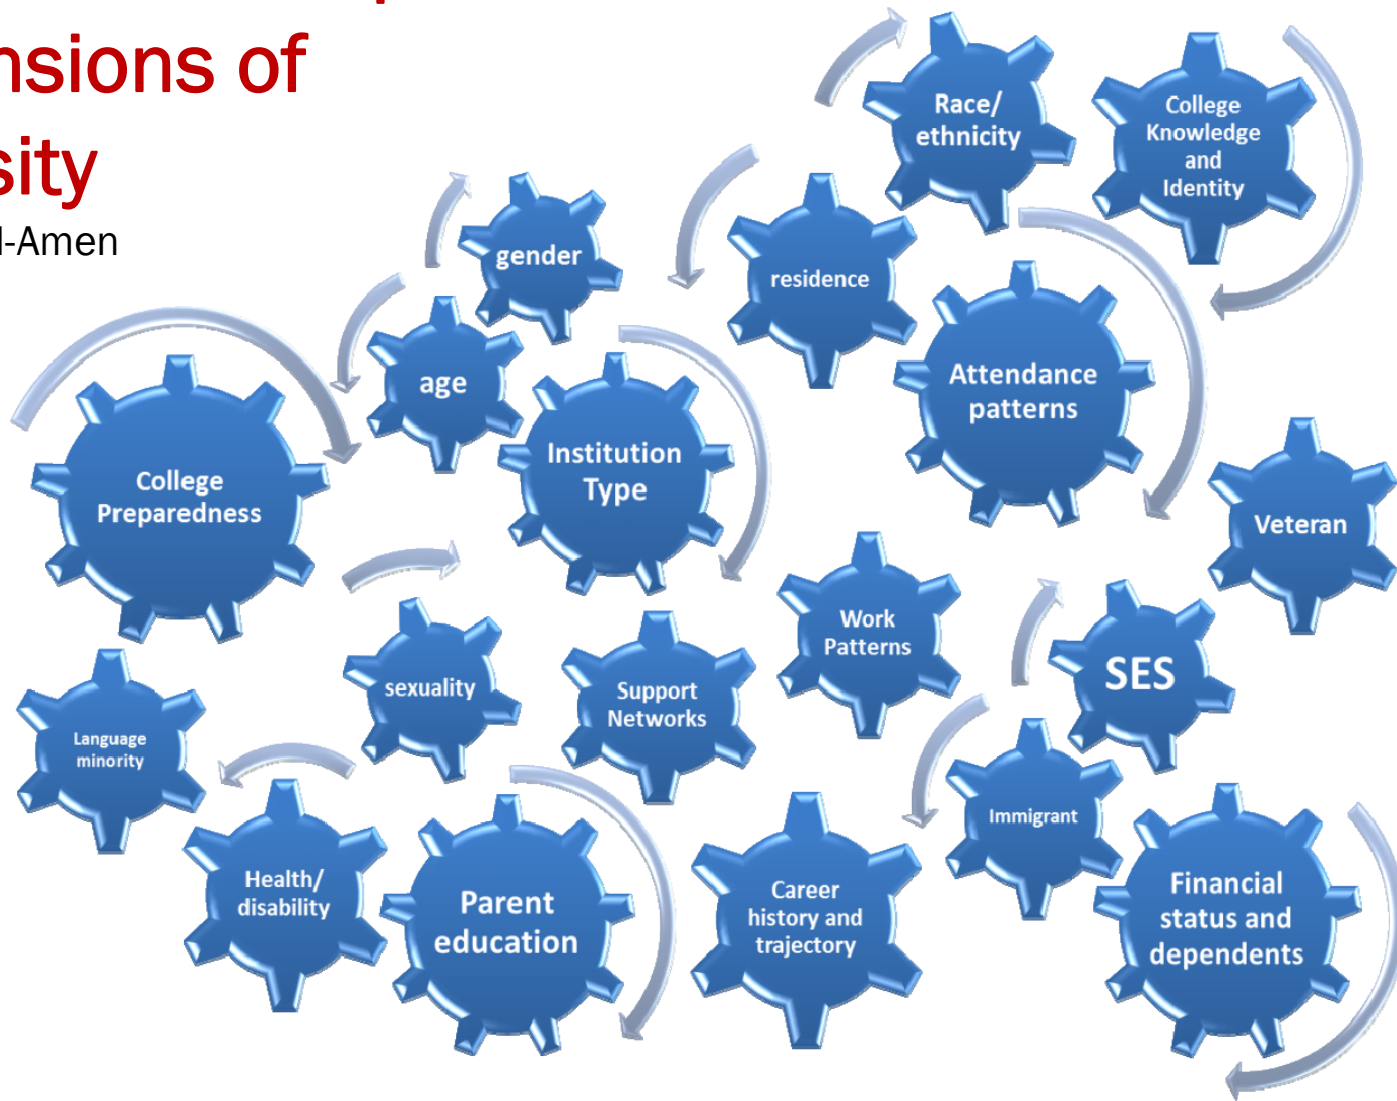 nsions of
sity
l-Amen
Race/
ethnicity
College
Knowledge
and
Identity
gender
residence
age
Attendance
patterns
Institution
Type
College
Preparedness
Veteran
Work
Patterns
SES
sexuality
Support
Networks
Language
minority
Immigrant
Health/
disability
Parent
education
Career
history and
trajectory
Financial
status and
dependents